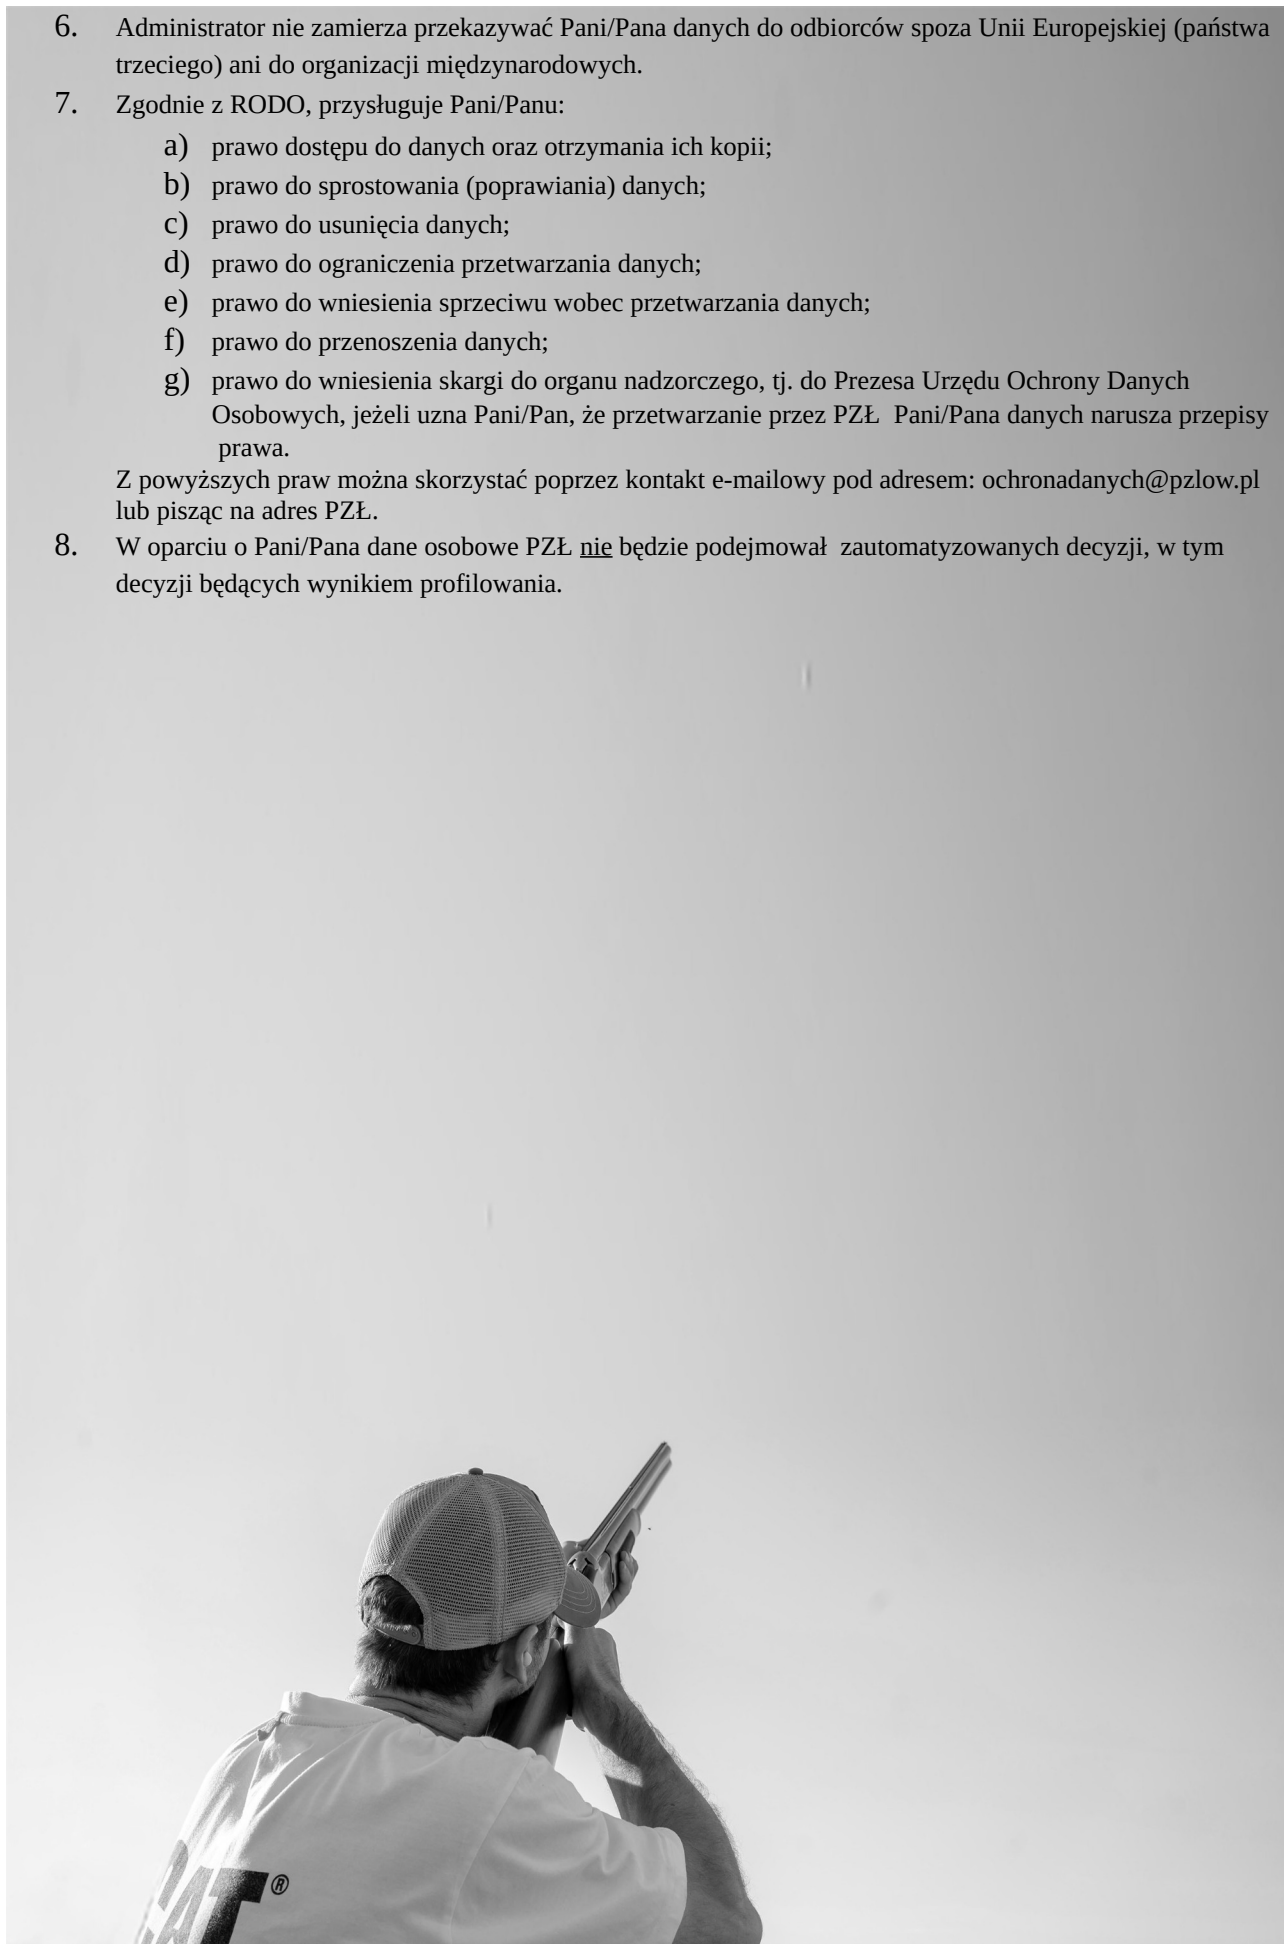 6. Administrator nie zamierza przekazywać Pani/Pana danych do odbiorców spoza Unii Europejskiej (państwa
trzeciego) ani do organizacji międzynarodowych.
7. Zgodnie z RODO, przysługuje Pani/Panu:
a) prawo dostępu do danych oraz otrzymania ich kopii;
b) prawo do sprostowania (poprawiania) danych;
c) prawo do usunięcia danych;
d) prawo do ograniczenia przetwarzania danych;
e) prawo do wniesienia sprzeciwu wobec przetwarzania danych;
f) prawo do przenoszenia danych;
g) prawo do wniesienia skargi do organu nadzorczego, tj. do Prezesa Urzędu Ochrony Danych
Osobowych, jeżeli uzna Pani/Pan, że przetwarzanie przez PZŁ  Pani/Pana danych narusza przepisy
prawa.
Z powyższych praw można skorzystać poprzez kontakt e-mailowy pod adresem: ochronadanych@pzlow.pl
lub pisząc na adres PZŁ.
8. W oparciu o Pani/Pana dane osobowe PZŁ nie będzie podejmował  zautomatyzowanych decyzji, w tym
decyzji będących wynikiem profilowania.
®